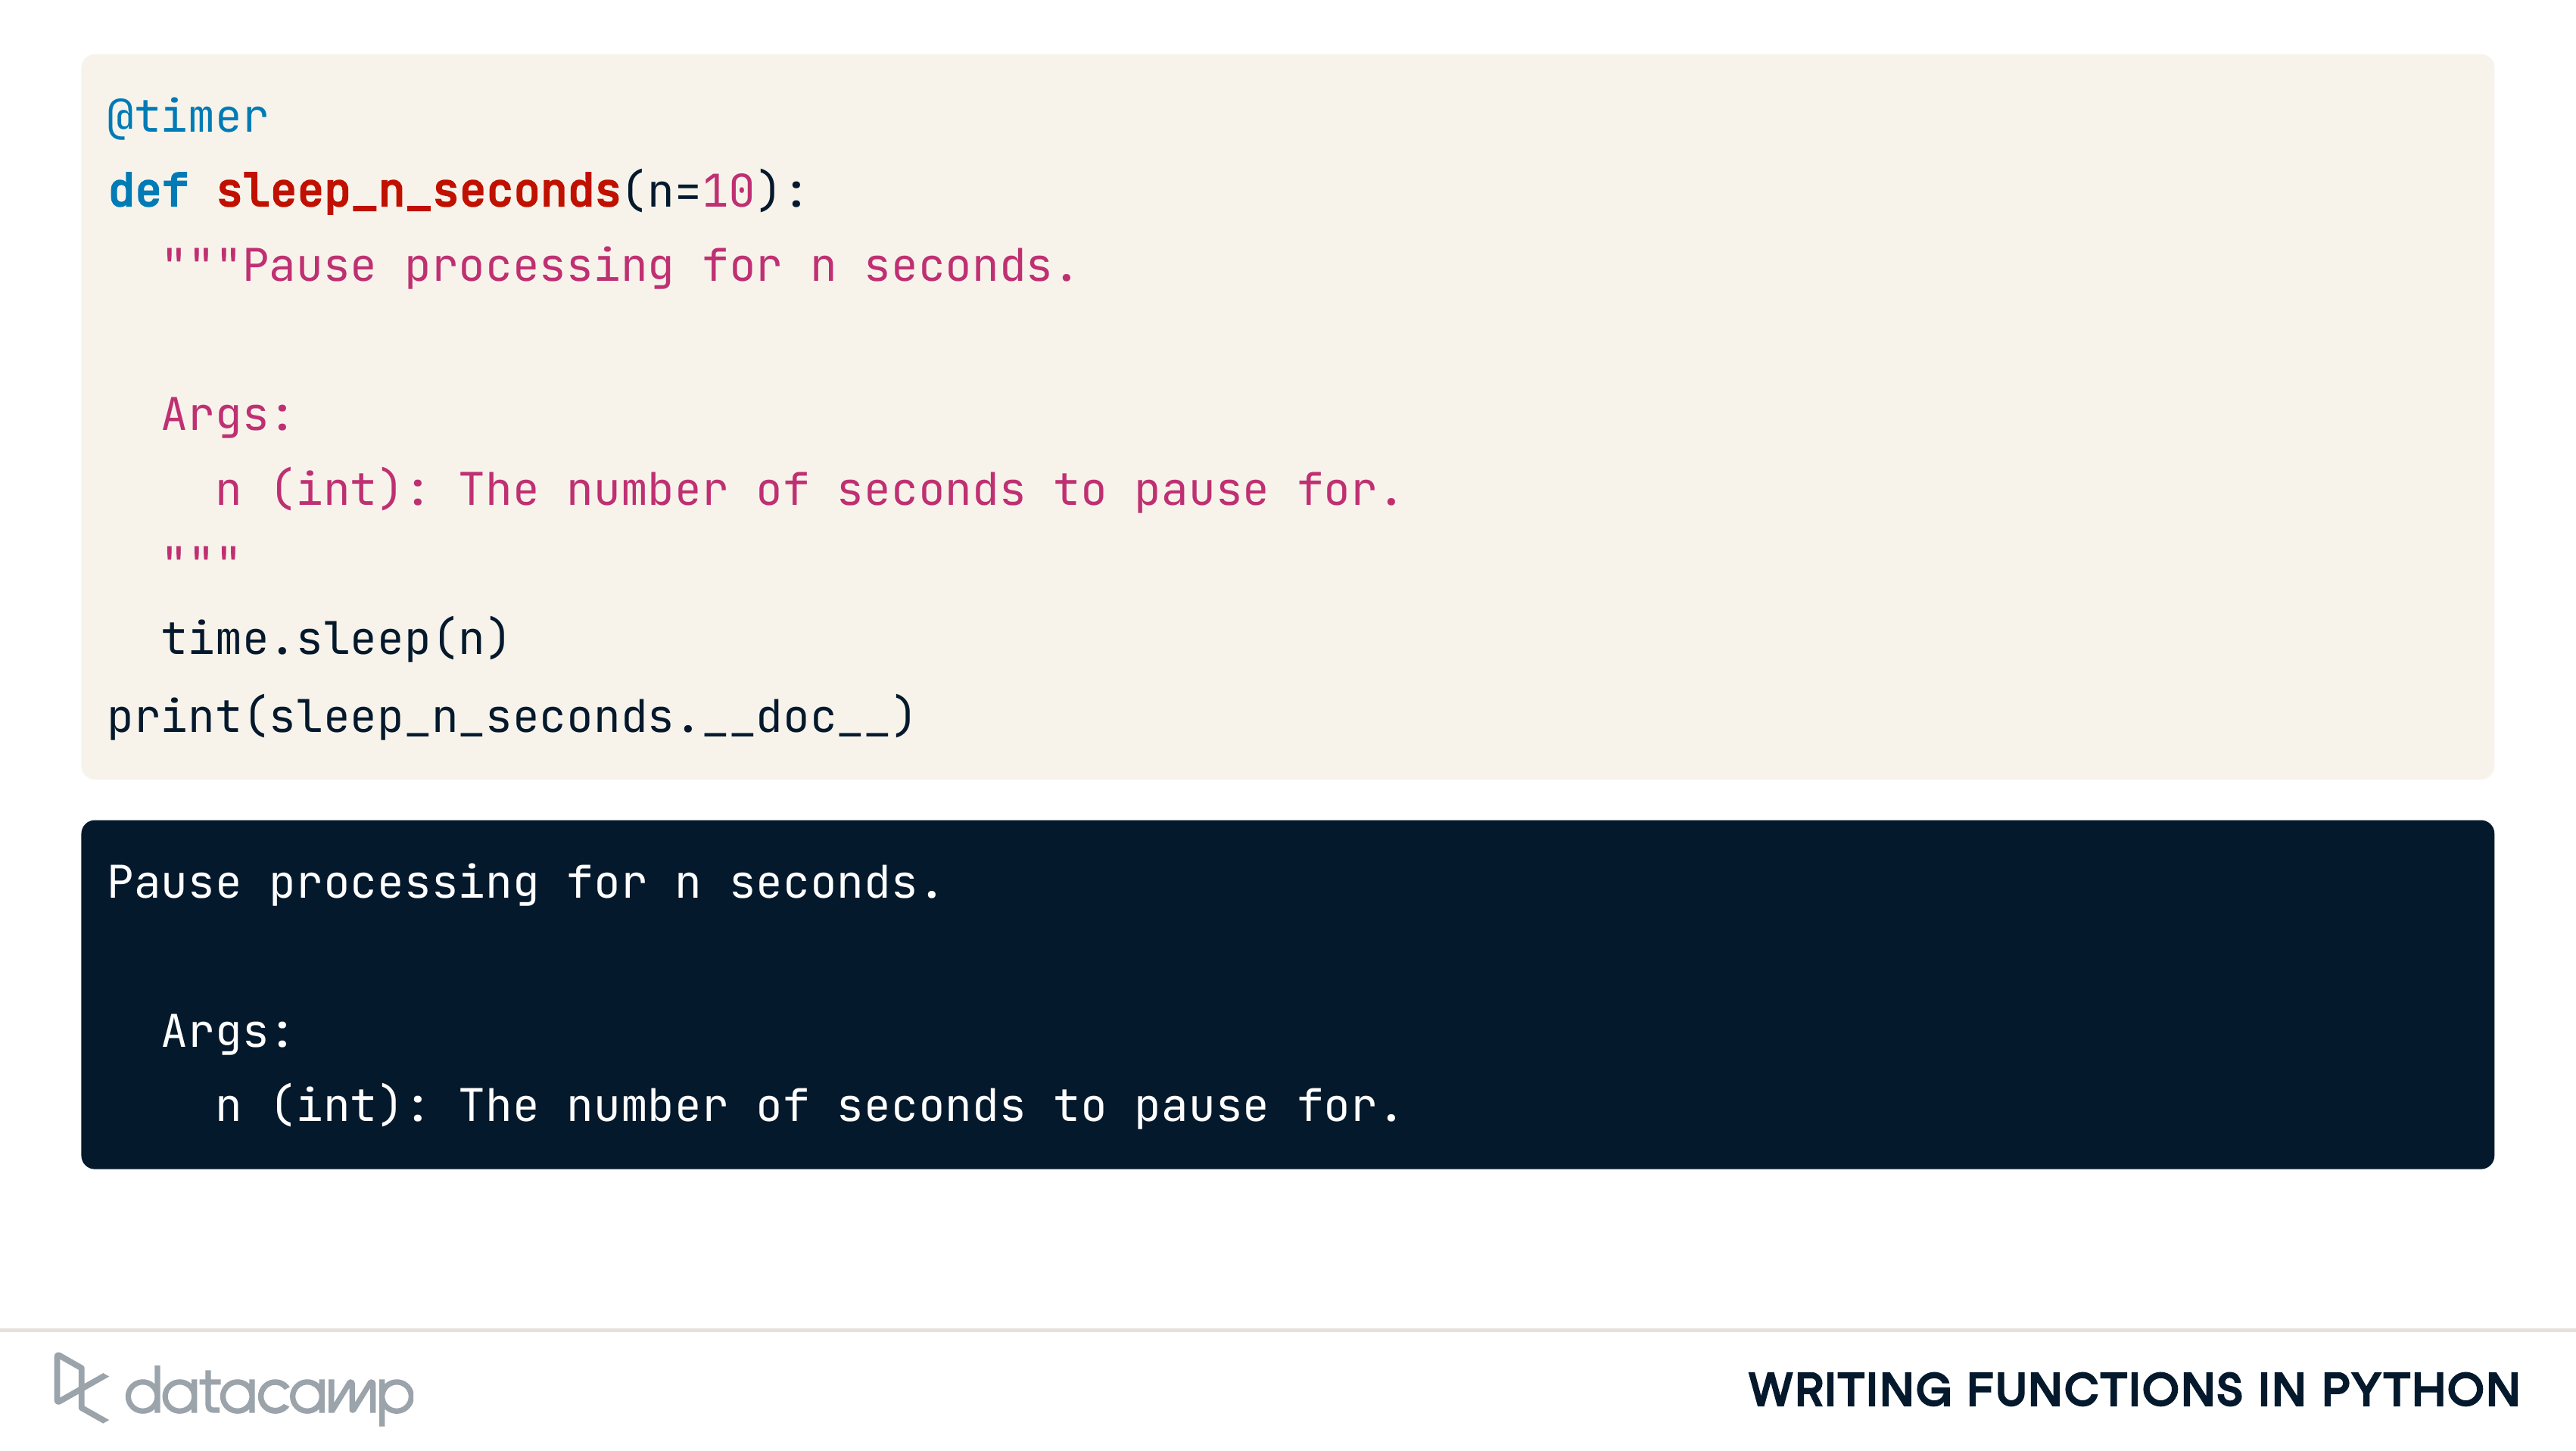 @timer
def sleep_n_seconds(n=10):
  """Pause processing for n seconds.

  Args:
    n (int): The number of seconds to pause for.
  """
  time.sleep(n)
print(sleep_n_seconds.__doc__)
Pause processing for n seconds.

  Args:
    n (int): The number of seconds to pause for.
datacamp
WRITING FUNCTIONS IN PYTHON